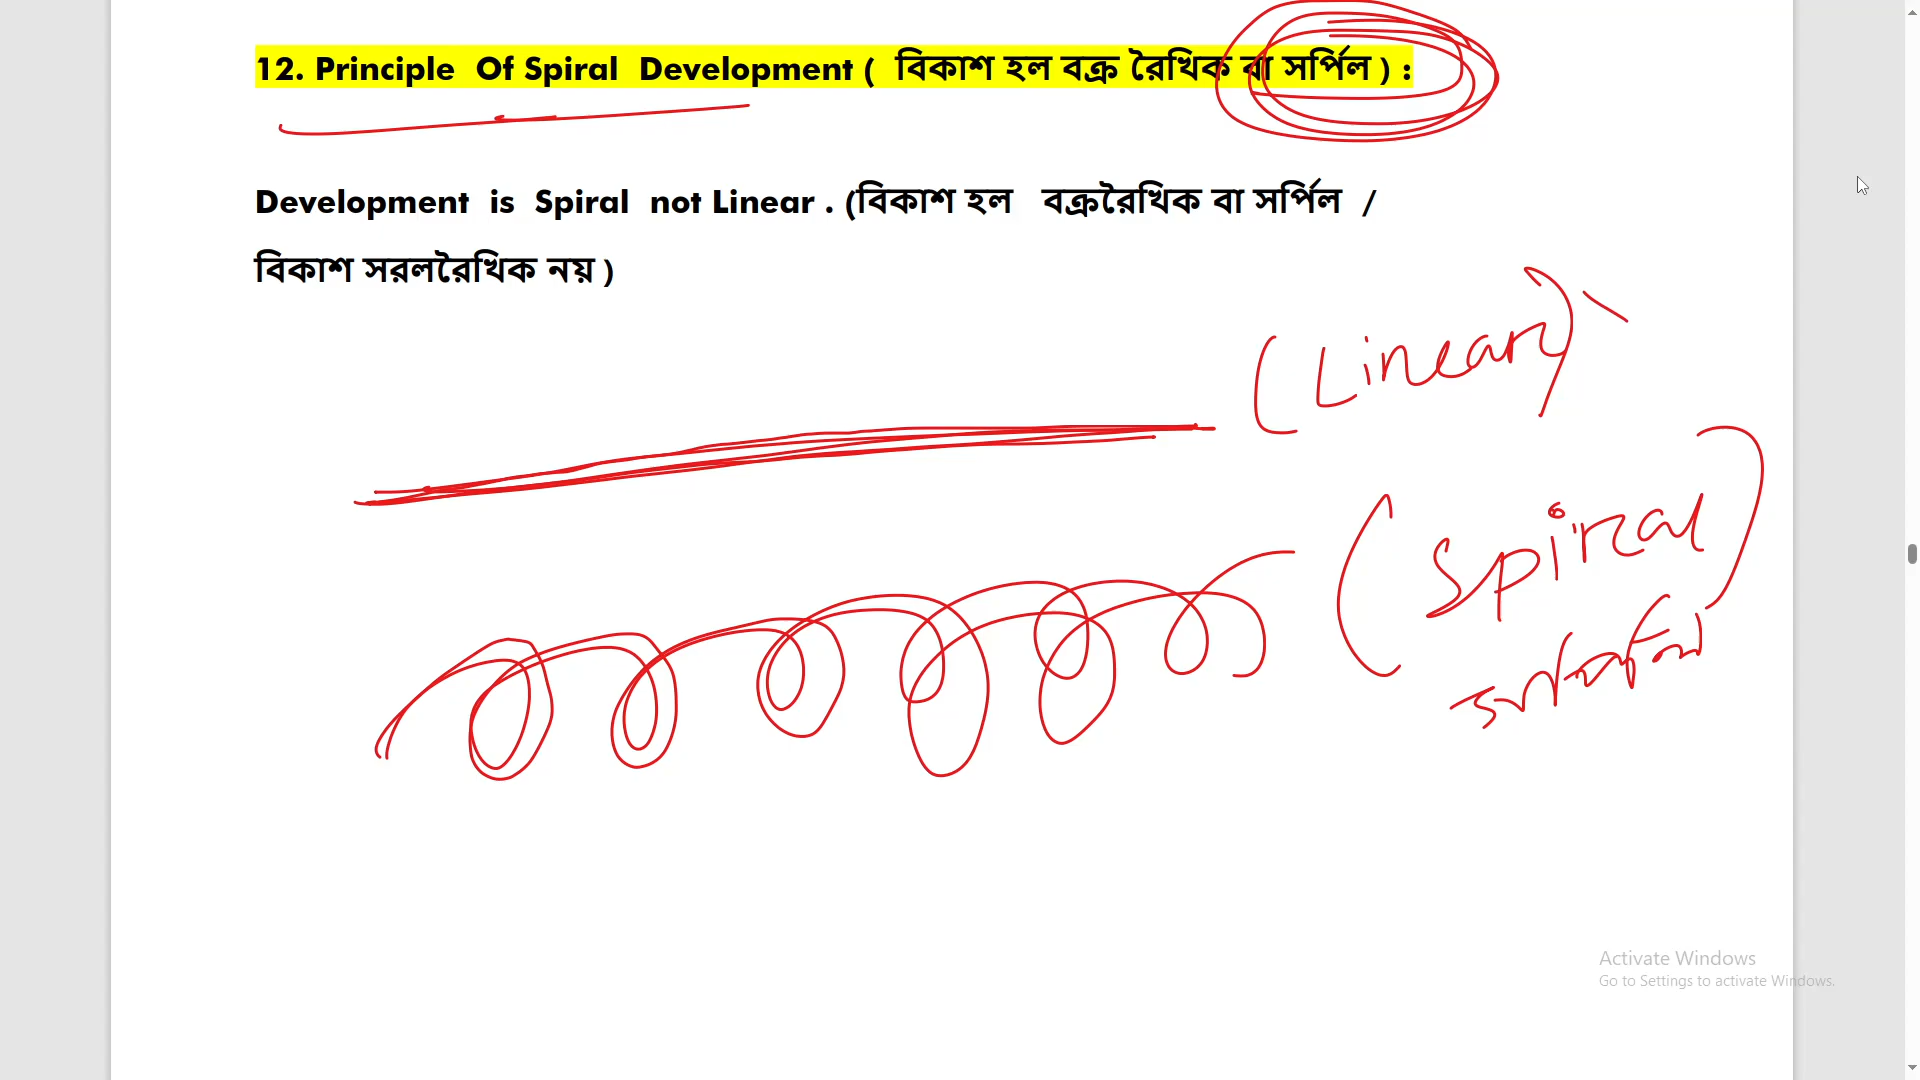 12. Principle Of Spiral Development ( বিকাশ হল বক্র রৈখিক বা সর্পিল ) :
Development is Spiral not Linear . (বিকাশ হল বক্ররৈখিক বা সর্পিল /
বিকাশ সরলরৈখিক নয় )
(Linear)
(Spiral)
Activate Windows
Go to Settings to activate Windows.